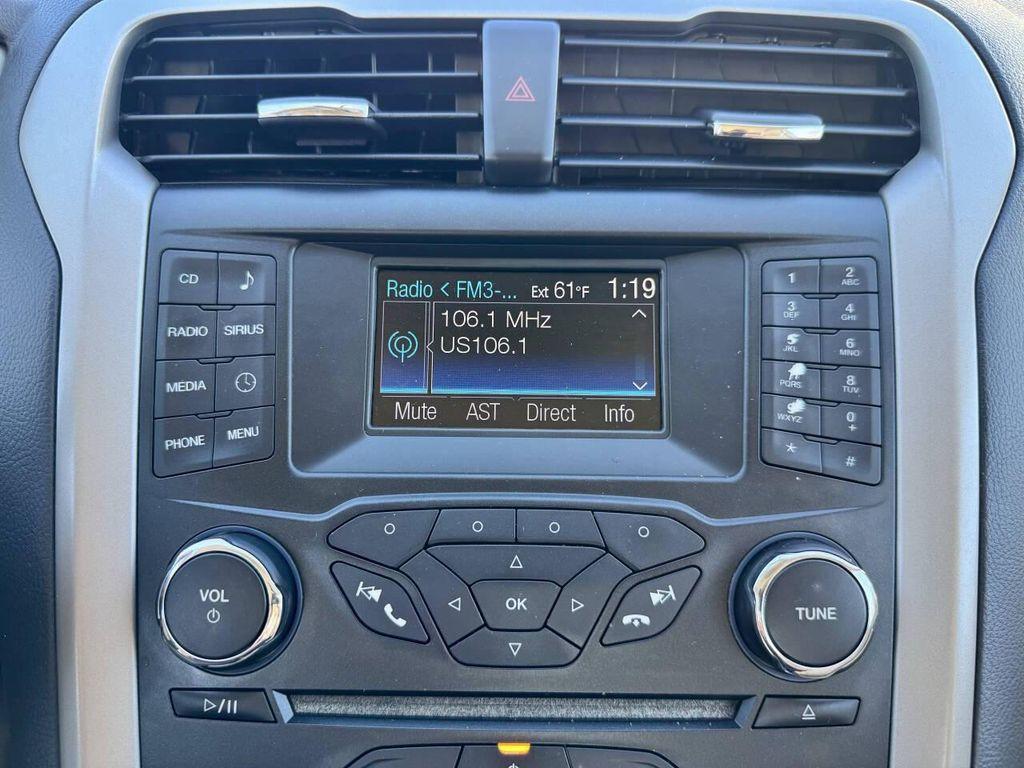 CD
RADIO SIRIUS
MEDIA
PHONE MENU
Radio < FM3-... Ext 61°F 1:19
106.1 MHz
US106.1
Mute AST Direct Info
1 2 ABC
3 DEF 4 GHI
5 JKL 6 MNO
PQRS 8 TUV
WXYZ 0 +
* #
VOL
OK
TUNE